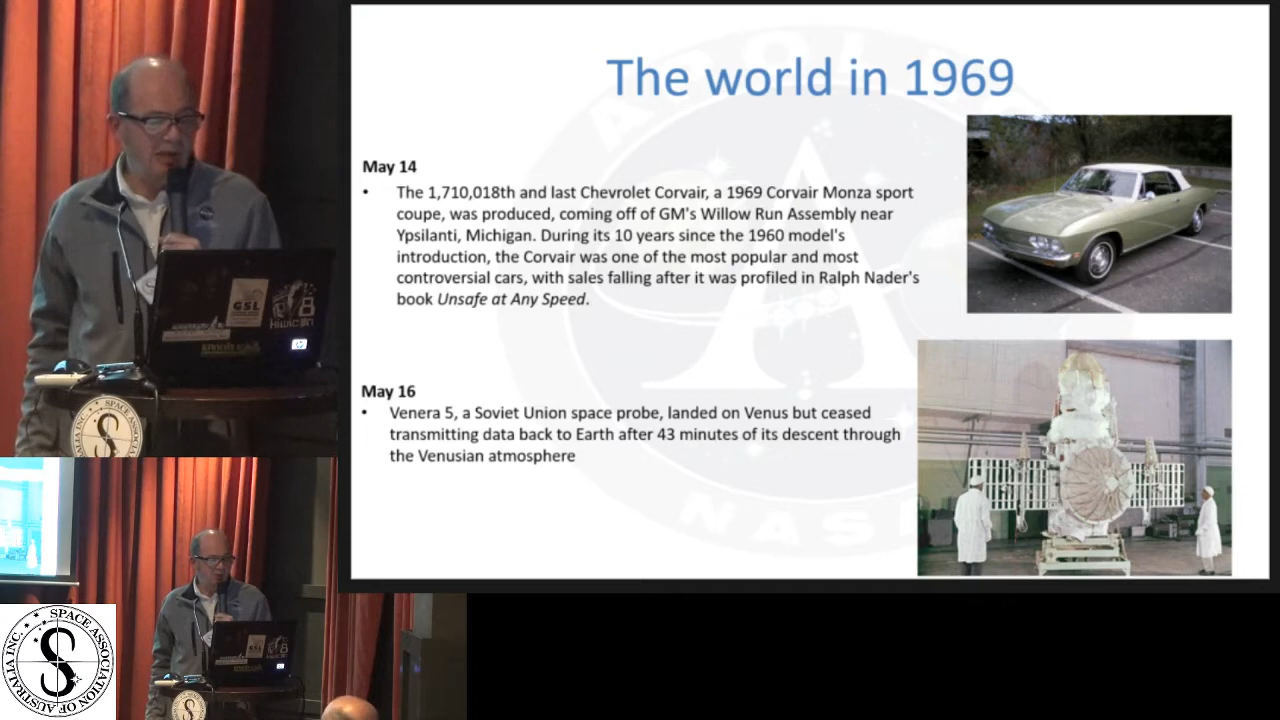 The world in 1969
May 14
• The 1,710,018th and last Chevrolet Corvair, a 1969 Corvair Monza sport
coupe, was produced, coming off of GM's Willow Run Assembly near
Ypsilanti, Michigan. During its 10 years since the 1960 model's
introduction, the Corvair was one of the most popular and most
controversial cars, with sales falling after it was profiled in Ralph Nader's
book Unsafe at Any Speed.
May 16
• Venera 5, a Soviet Union space probe, landed on Venus but ceased
transmitting data back to Earth after 43 minutes of its descent through
the Venusian atmosphere
APOLLO
NASA
GSL
hp
SPACE ASSOCIATION OF AUSTRALIA INC.
S